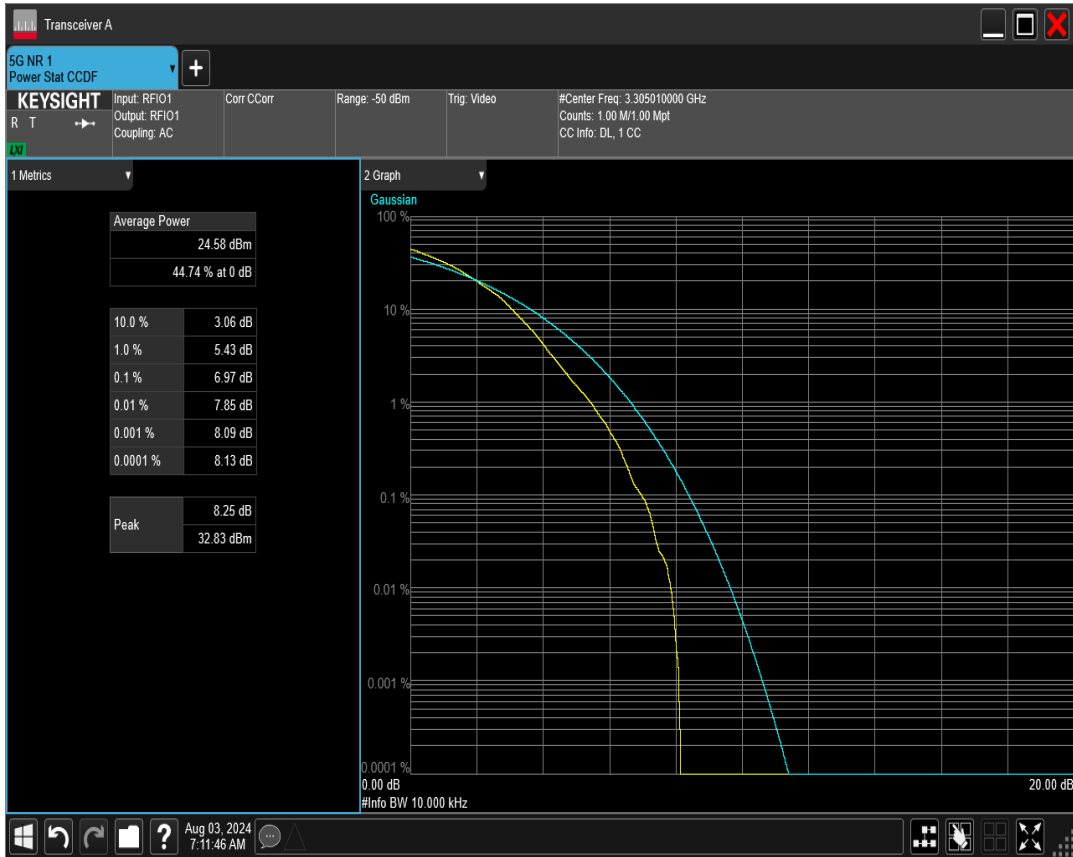 Transceiver A
5G NR 1
Power Stat CCDF
+
KEYSIGHT
R T
LXI
Input: RFIO1
Output: RFIO1
Coupling: AC
Corr CCorr
Range: -50 dBm
Trig: Video
#Center Freq: 3.305010000 GHz
Counts: 1.00 M/1.00 Mpt
CC Info: DL, 1 CC
1 Metrics
Average Power
24.58 dBm
44.74 % at 0 dB
10.0 % 3.06 dB
1.0 % 5.43 dB
0.1 % 6.97 dB
0.01 % 7.85 dB
0.001 % 8.09 dB
0.0001 % 8.13 dB
Peak
8.25 dB
32.83 dBm
2 Graph
Gaussian
100 %
10 %
1 %
0.1 %
0.01 %
0.001 %
0.0001 %
0.00 dB 20.00 dB
#Info BW 10.000 kHz
?
Aug 03, 2024
7:11:46 AM